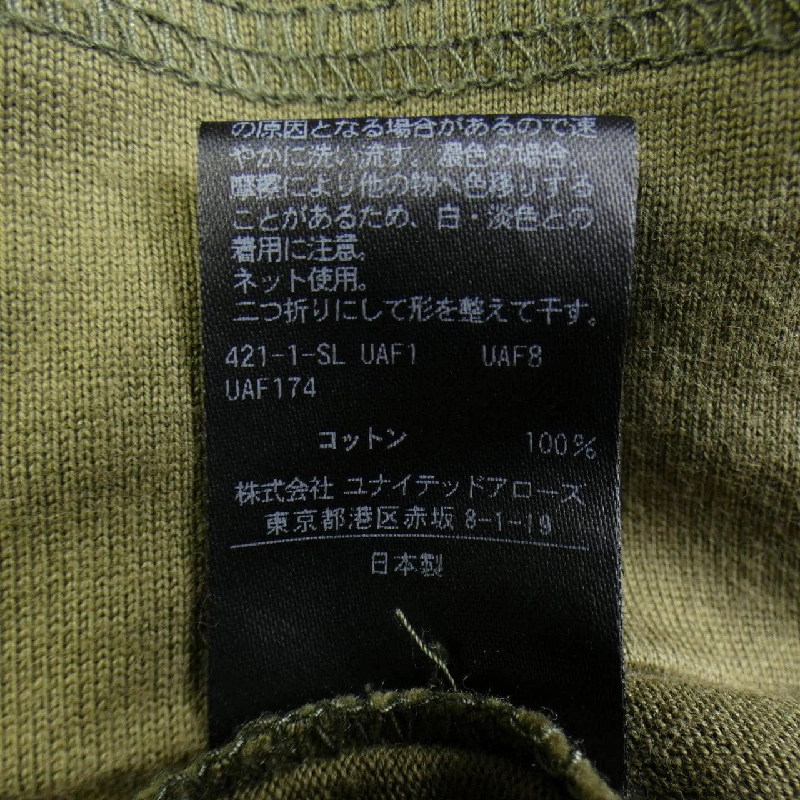 の原因となる場合があるので速
やかに洗い流す。濃色の場合、
摩擦により他の物へ色移りする
ことがあるため、白・淡色との
着用に注意。
ネット使用。
二つ折りにして形を整えて干す。
421-1-SL UAF1 UAF8
UAF174
コットン 100%
株式会社 ユナイテッドアローズ
東京都港区赤坂 8-1-19
日本製